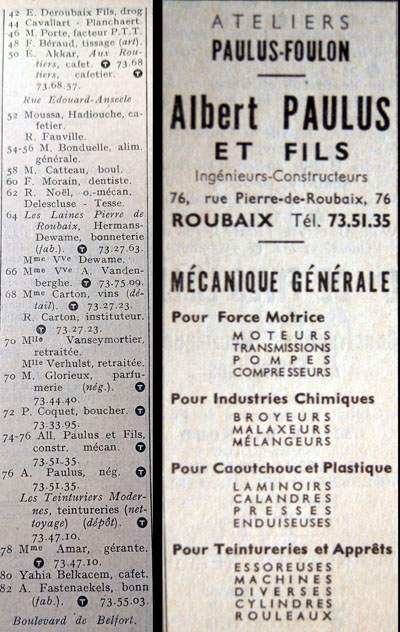 42 E. Deroubaix Fils, drog
44 Cavallart - Planchaert.
46 M. Porte, facteur P.T.T.
48 F. Béraud, tissage (art).
50 E. Akkar, Aux Rou-
tiers, cafet. T 73.68
tiers, cafetier. T
73.68.57.
Rue Edouard-Anseele
52 Moussa, Hadiouche, ca-
fetier.
R. Fauville.
54-56 M. Bonduelle, alim.
générale.
58 M. Catteau, boul.
60 F. Morain, dentiste.
62 R. Noël, o.-mécan.
Delescluse - Tesse.
64 Les Laines Pierre de
Roubaix, Hermans-
Dewame, bonneterie
(fab.). T 73.27.63.
Mme Vve Dewame.
66 Mme Vve A. Vanden-
berghe. T 73.75.09.
68 Mme Carton, vins (dé-
tail). T 73.27.23.
R. Carton, instituteur.
T 73.27.23.
70 Mlle Vanseymortier,
retraitée.
Mlle Verhulst, retraitée.
70 M. Glorieux, parfu-
merie (nég.). T
73.44.40.
72 P. Coquet, boucher. T
73.33.95.
74-76 All. Paulus et Fils,
constr. mécan. T
73.51.35.
76 A. Paulus, nég. T
73.51.35.
Les Teinturiers Moder-
nes, teintureries (net-
toyage) (dépôt). T
73.47.10.
78 Mme Amar, gérante.
T 73.47.10.
80 Yahia Belkacem, cafet.
82 A. Fastenaekels, bonn
(fab.). T 73.55.03.
Boulevard de Belfort.
ATELIERS
PAULUS-FOULON
Albert PAULUS
ET FILS
Ingénieurs-Constructeurs
76, rue Pierre-de-Roubaix, 76
ROUBAIX Tél. 73.51.35
MÉCANIQUE GÉNÉRALE
Pour Force Motrice
MOTEURS
TRANSMISSIONS
POMPES
COMPRESSEURS
Pour Industries Chimiques
BROYEURS
MALAXEURS
MÉLANGEURS
Pour Caoutchouc et Plastique
LAMINOIRS
CALANDRES
PRESSES
ENDUISEUSES
Pour Teintureries et Apprêts
ESSOREUSES
MACHINES
DIVERSES
CYLINDRES
ROULEAUX